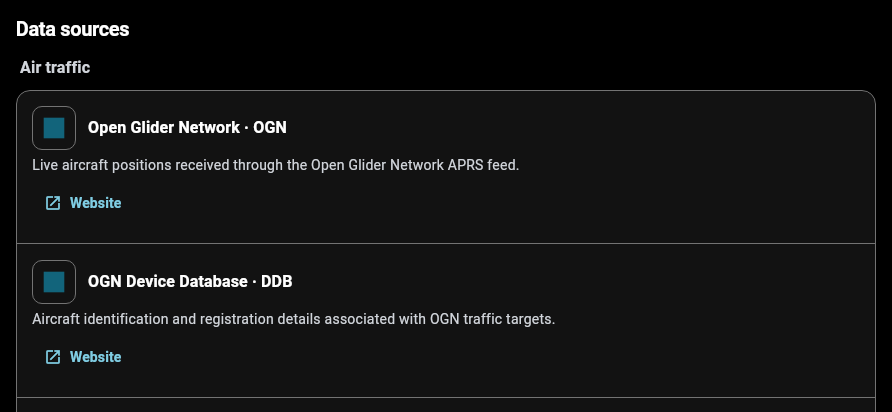 Data sources
Air traffic
Open Glider Network · OGN
Live aircraft positions received through the Open Glider Network APRS feed.
Website
OGN Device Database · DDB
Aircraft identification and registration details associated with OGN traffic targets.
Website